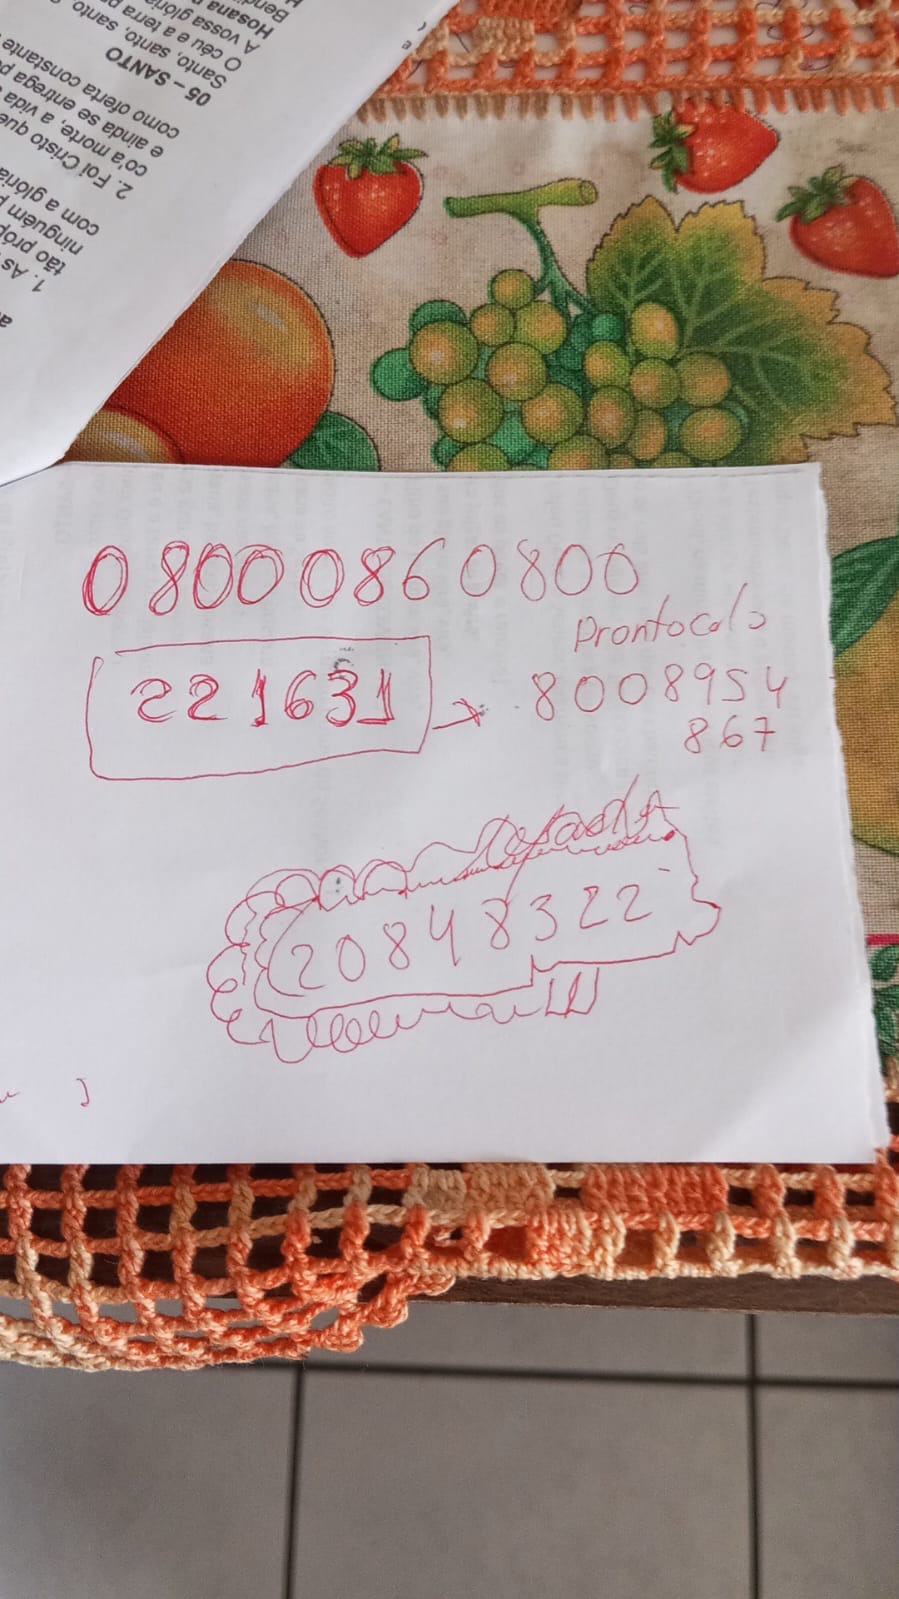 05 – SANTO
Santo, santo, santo
O céu e a terra
A vossa glória
Hosana
1. As
tão próp
ninguém p
com a glória
2. Foi Cristo que
co'a morte, a vida
e ainda se entrega
como oferta constante
08000860800
Prontocolo
221631 → 8008954
867
20848322